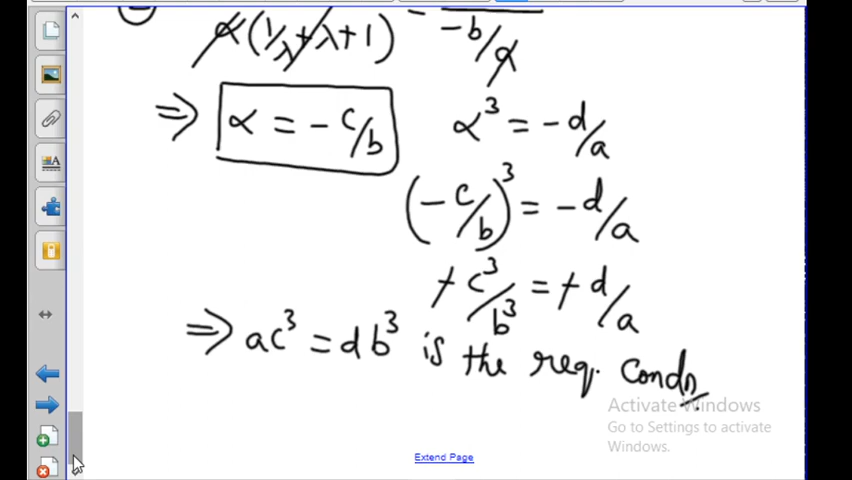 α(1/λ+λ+1) = -b/α
⇒ α = - c/b
α³ = - d/a
(- c/b)³ = - d/a
+ c³/b³ = + d/a
⇒ ac³ = db³ is the req. Condn
Activate Windows
Go to Settings to activate
Windows.
Extend Page